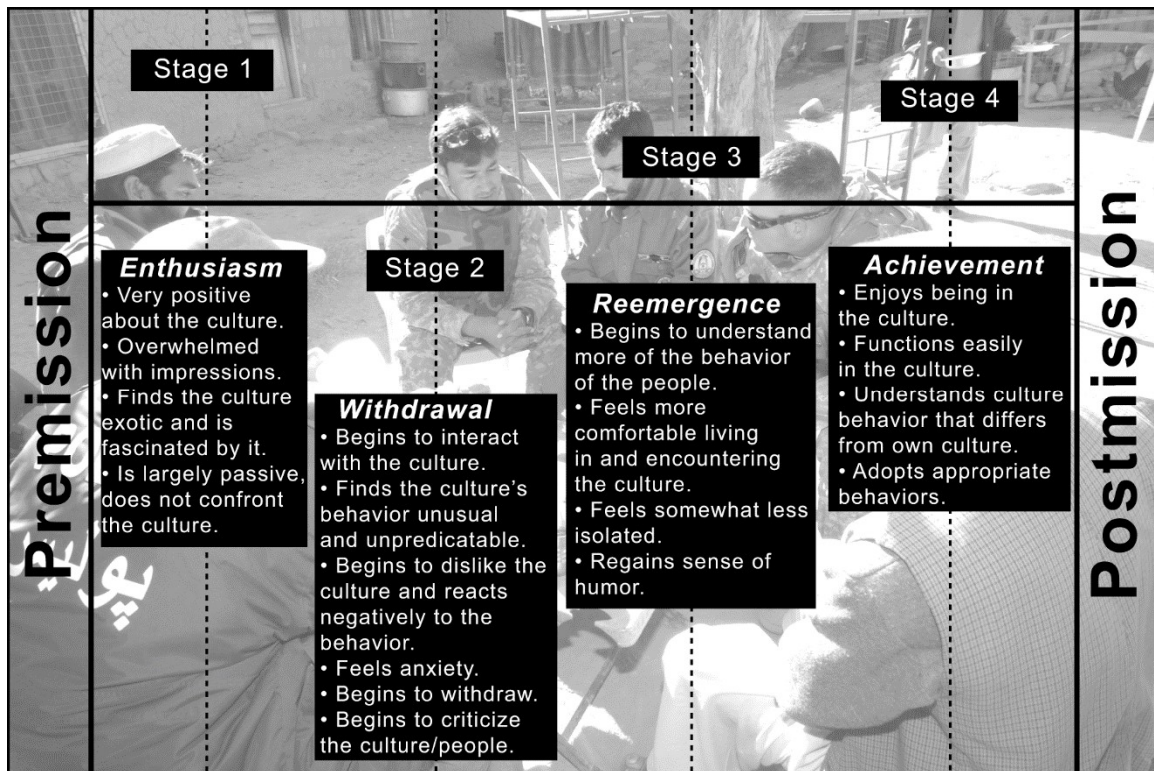 Premission
Stage 1
Enthusiasm
• Very positive
about the culture.
• Overwhelmed
with impressions.
• Finds the culture
exotic and is
fascinated by it.
• Is largely passive,
does not confront
the culture.
Stage 2
Withdrawal
• Begins to interact
with the culture.
• Finds the culture's
behavior unusual
and unpredicatable.
• Begins to dislike the
culture and reacts
negatively to the
behavior.
• Feels anxiety.
• Begins to withdraw.
• Begins to criticize
the culture/people.
Stage 3
Reemergence
• Begins to understand
more of the behavior
of the people.
• Feels more
comfortable living
in and encountering
the culture.
• Feels somewhat less
isolated.
• Regains sense of
humor.
Stage 4
Achievement
• Enjoys being in
the culture.
• Functions easily
in the culture.
• Understands culture
behavior that differs
from own culture.
• Adopts appropriate
behaviors.
Postmission